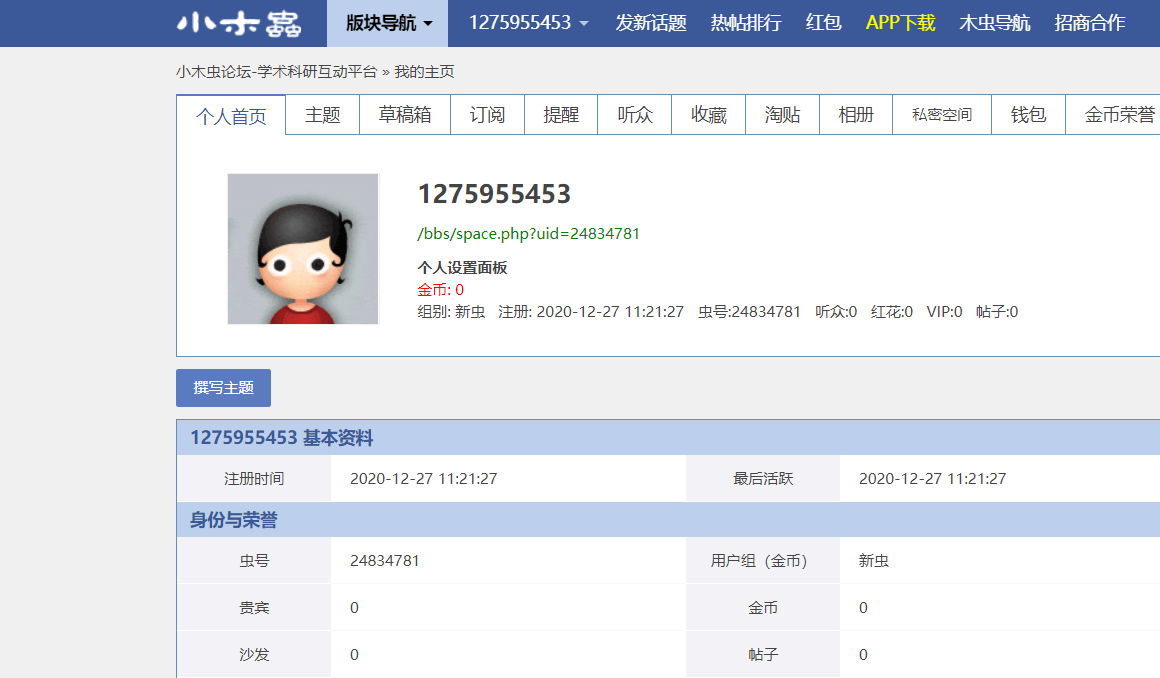 小木蟲 版块导航 1275955453 发新话题 热帖排行 红包 APP下载 木虫导航 招商合作
小木虫论坛-学术科研互动平台 » 我的主页
个人首页 主题 草稿箱 订阅 提醒 听众 收藏 淘贴 相册 私密空间 钱包 金币荣誉
1275955453
/bbs/space.php?uid=24834781
个人设置面板
金币: 0
组别: 新虫 注册: 2020-12-27 11:21:27 虫号:24834781 听众:0 红花:0 VIP:0 帖子:0
撰写主题
1275955453 基本资料
注册时间 2020-12-27 11:21:27 最后活跃 2020-12-27 11:21:27
身份与荣誉
虫号 24834781 用户组（金币） 新虫
贵宾 0 金币 0
沙发 0 帖子 0